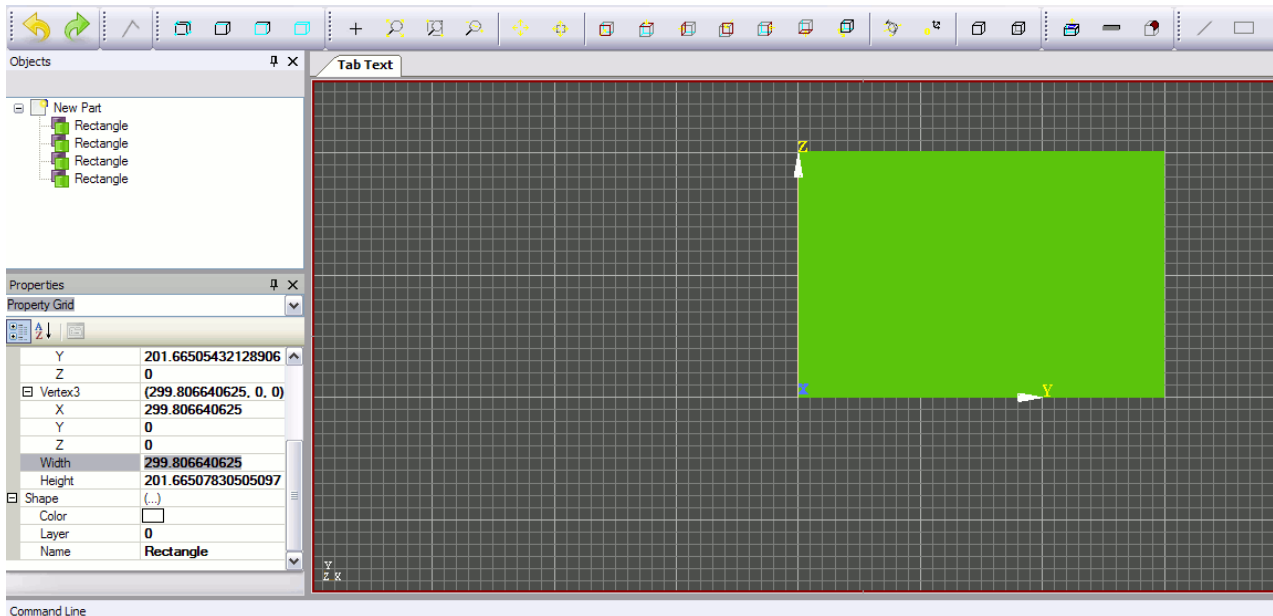 Objects
Tab Text
New Part
Rectangle
Rectangle
Rectangle
Rectangle
Properties
Property Grid
Y 201.66505432128906
Z 0
Vertex3 (299.806640625, 0, 0)
X 299.806640625
Y 0
Z 0
Width 299.806640625
Height 201.66507830505097
Shape (...)
Color
Layer 0
Name Rectangle
Z
X
Y
Y
Z X
Command Line